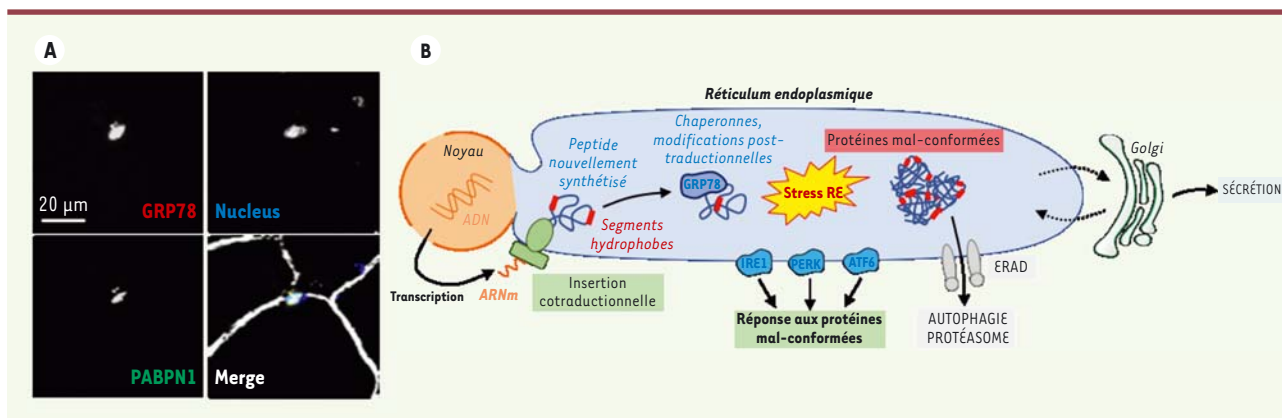 A
20 µm
GRP78
Nucleus
PABPN1
Merge
B
Réticulum endoplasmique
Noyau
ADN
Transcription
ARNm
Peptide
nouvellement
synthétisé
Segments
hydrophobes
Insertion
cotraductionnelle
Chaperonnes,
modifications post-
traductionnelles
GRP78
Stress RE
Protéines mal-conformées
IRE1
PERK
ATF6
Réponse aux protéines
mal-conformées
ERAD
AUTOPHAGIE
PROTÉASOME
Golgi
SÉCRÉTION